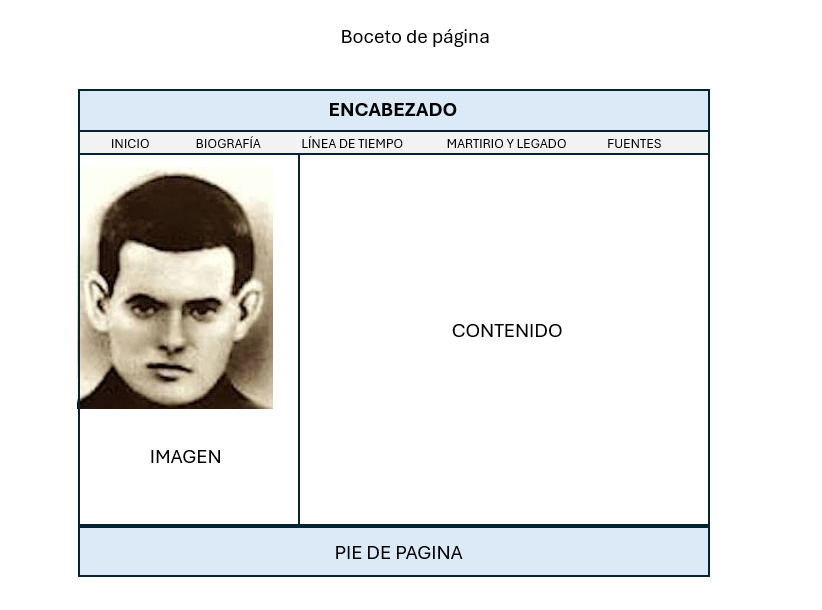 Boceto de página
ENCABEZADO
INICIO BIOGRAFÍA LÍNEA DE TIEMPO MARTIRIO Y LEGADO FUENTES
CONTENIDO
IMAGEN
PIE DE PAGINA